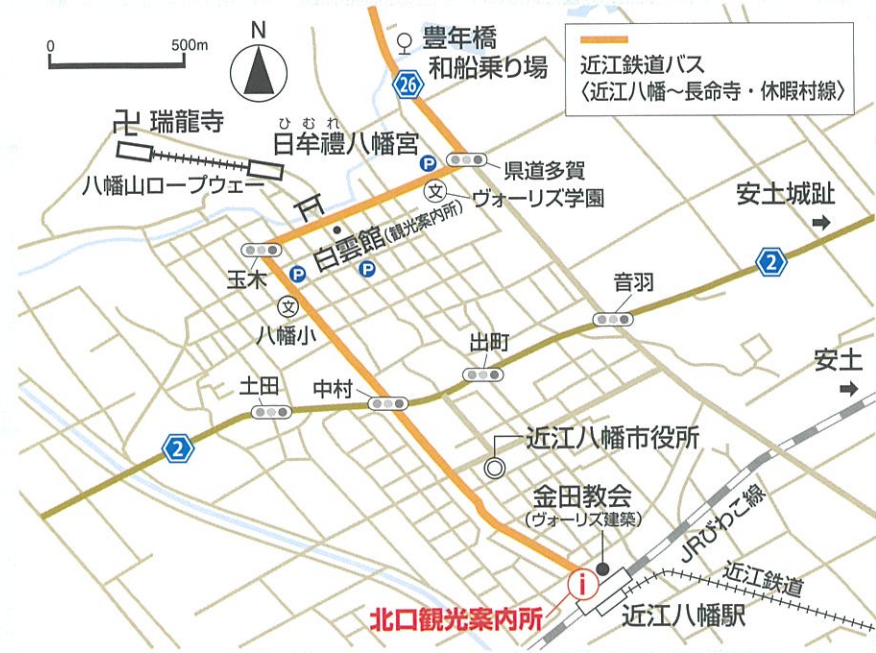 0 500m
N
豊年橋
和船乗り場
26
近江鉄道バス
〈近江八幡〜長命寺・休暇村線〉
卍 瑞龍寺
ひむれ
日牟禮八幡宮
八幡山ロープウェー
P
県道多賀
文
ヴォーリズ学園
安土城趾
白雲館(観光案内所)
2
玉木
P
P
音羽
文
八幡小
出町
安土
土田
中村
2
近江八幡市役所
金田教会
(ヴォーリズ建築)
JRびわこ線
近江鉄道
i
北口観光案内所
近江八幡駅